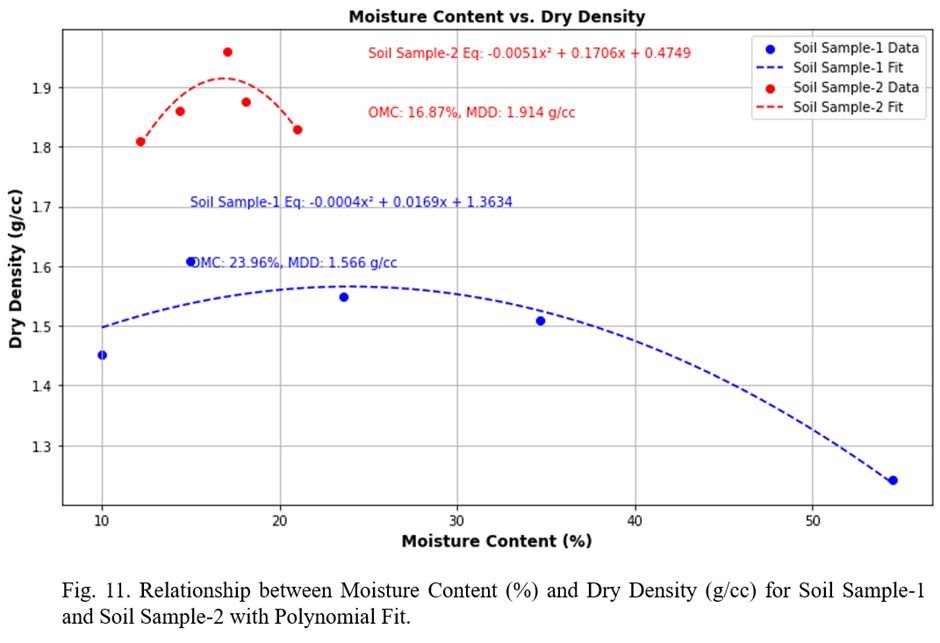 Moisture Content vs. Dry Density
Soil Sample-2 Eq: -0.0051x² + 0.1706x + 0.4749
OMC: 16.87%, MDD: 1.914 g/cc
Soil Sample-1 Data
Soil Sample-1 Fit
Soil Sample-2 Data
Soil Sample-2 Fit
Soil Sample-1 Eq: -0.0004x² + 0.0169x + 1.3634
OMC: 23.96%, MDD: 1.566 g/cc
Dry Density (g/cc)
1.9
1.8
1.7
1.6
1.5
1.4
1.3
10 20 30 40 50
Moisture Content (%)
Fig. 11. Relationship between Moisture Content (%) and Dry Density (g/cc) for Soil Sample-1
and Soil Sample-2 with Polynomial Fit.